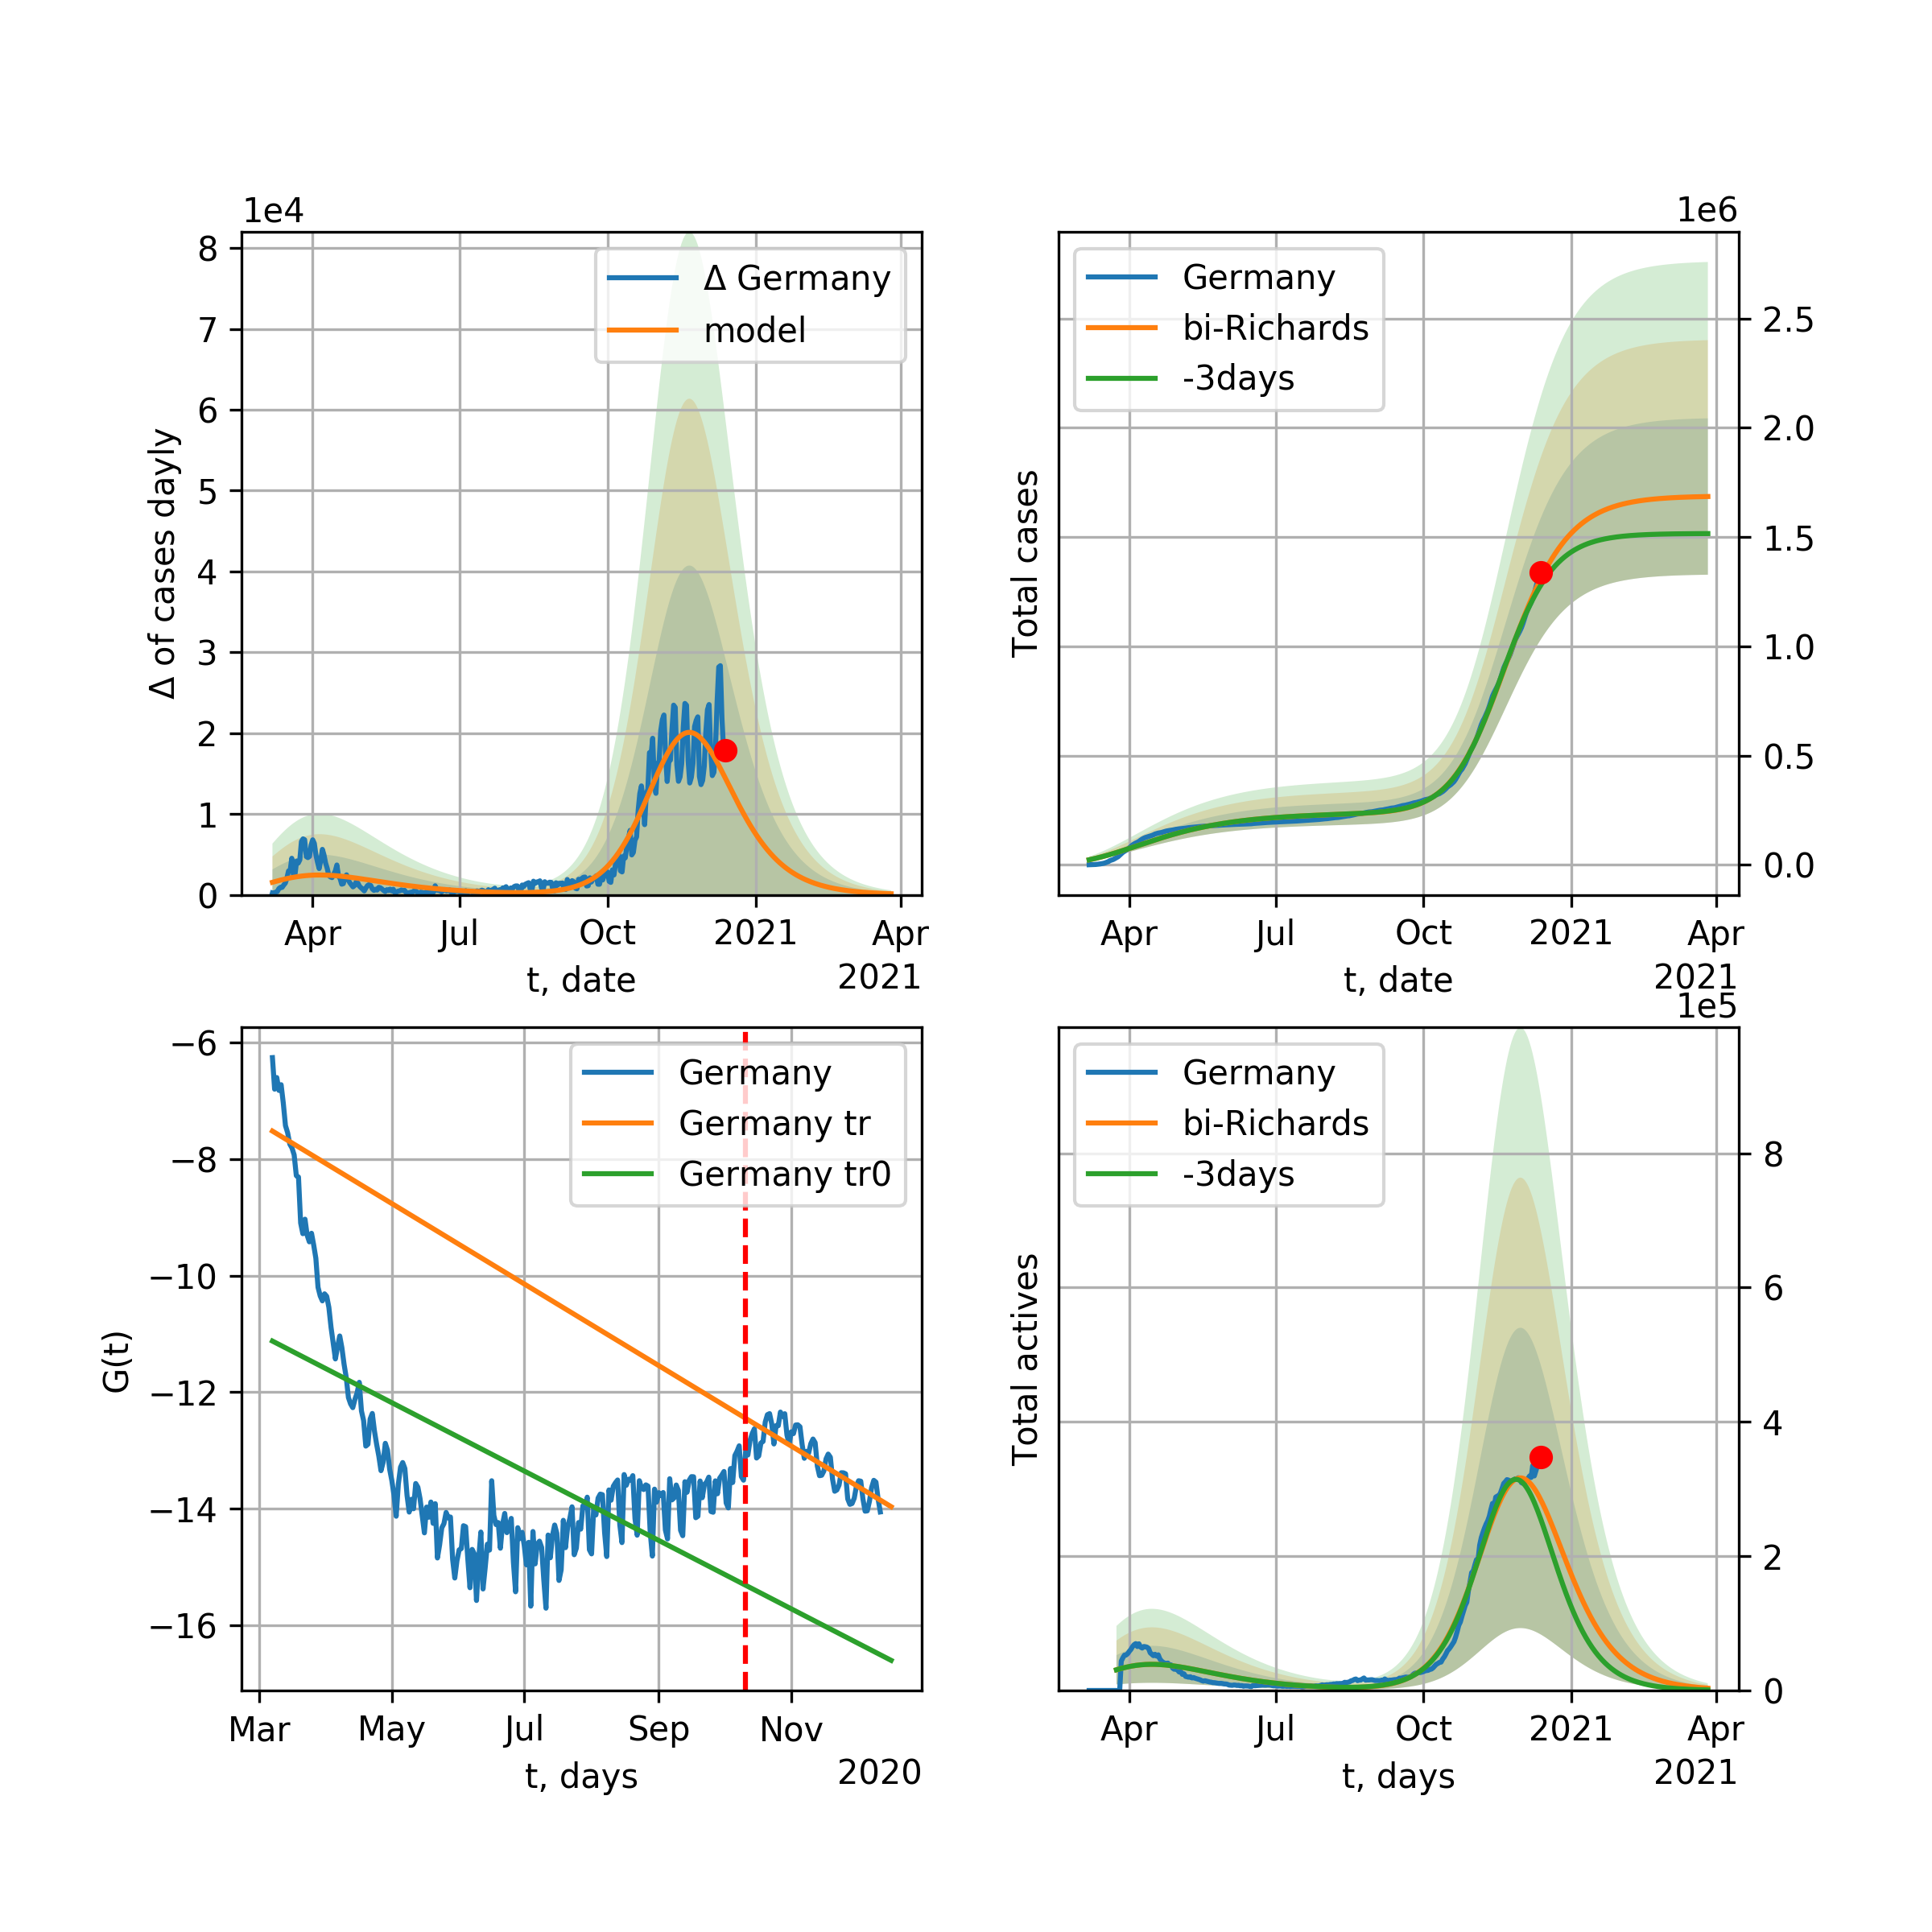 1e4
8
7
6
5
4
3
2
1
0
Δ of cases dayly
Δ Germany
model
Apr
Jul
Oct
2021
Apr
t, date
2021
1e6
Germany
bi-Richards
-3days
Total cases
2.5
2.0
1.5
1.0
0.5
0.0
Apr
Jul
Oct
2021
Apr
t, date
2021
−6
−8
−10
−12
−14
−16
G(t)
Germany
Germany tr
Germany tr0
Mar
May
Jul
Sep
Nov
t, days
2020
1e5
Germany
bi-Richards
-3days
Total actives
8
6
4
2
0
Apr
Jul
Oct
2021
Apr
t, days
2021